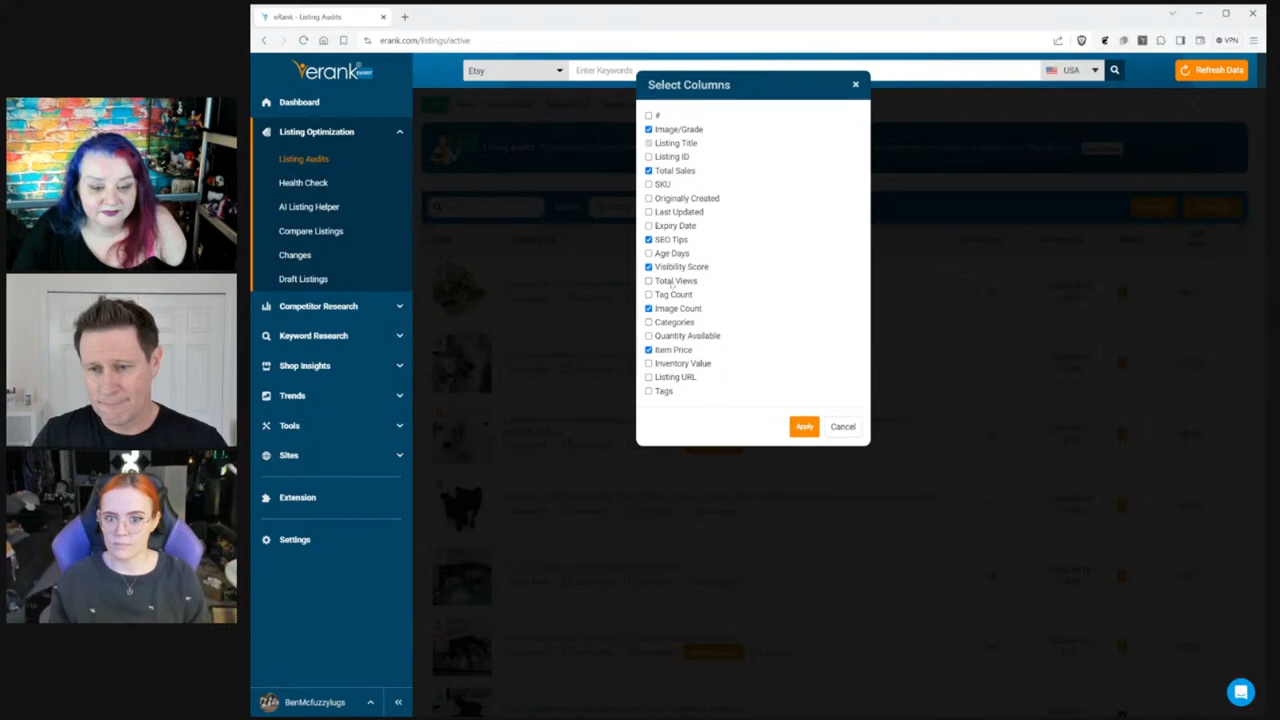 eRank - Listing Audits
erank.com/listings/active
VPN
erank EXPERT
Etsy
Enter Keywords
USA
Refresh Data
Dashboard
Listing Optimization
Listing Audits
Health Check
AI Listing Helper
Compare Listings
Changes
Draft Listings
Competitor Research
Keyword Research
Shop Insights
Trends
Tools
Sites
Extension
Settings
BenMcfuzzylugs
Select Columns
#
Image/Grade
Listing Title
Listing ID
Total Sales
SKU
Originally Created
Last Updated
Expiry Date
SEO Tips
Age Days
Visibility Score
Total Views
Tag Count
Image Count
Categories
Quantity Available
Item Price
Inventory Value
Listing URL
Tags
Apply
Cancel
Listing Audits